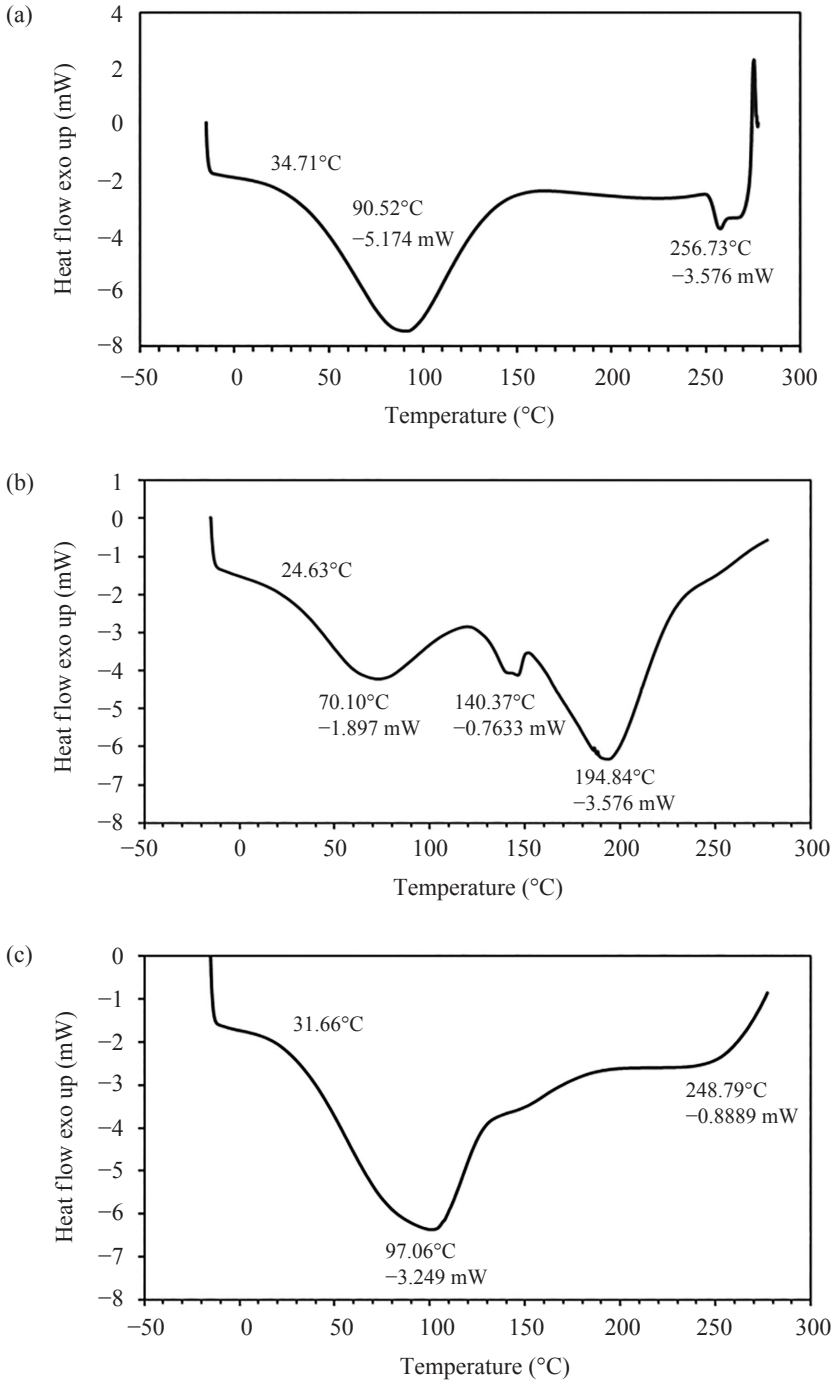 (a)
Heat flow exo up (mW)
4
2
0
−2
−4
−6
−8
34.71°C
90.52°C
−5.174 mW
256.73°C
−3.576 mW
−50
0
50
100
150
200
250
300
Temperature (°C)
(b)
Heat flow exo up (mW)
1
0
−1
−2
−3
−4
−5
−6
−7
−8
24.63°C
70.10°C
−1.897 mW
140.37°C
−0.7633 mW
194.84°C
−3.576 mW
−50
0
50
100
150
200
250
300
Temperature (°C)
(c)
Heat flow exo up (mW)
0
−1
−2
−3
−4
−5
−6
−7
−8
31.66°C
97.06°C
−3.249 mW
248.79°C
−0.8889 mW
−50
0
50
100
150
200
250
300
Temperature (°C)